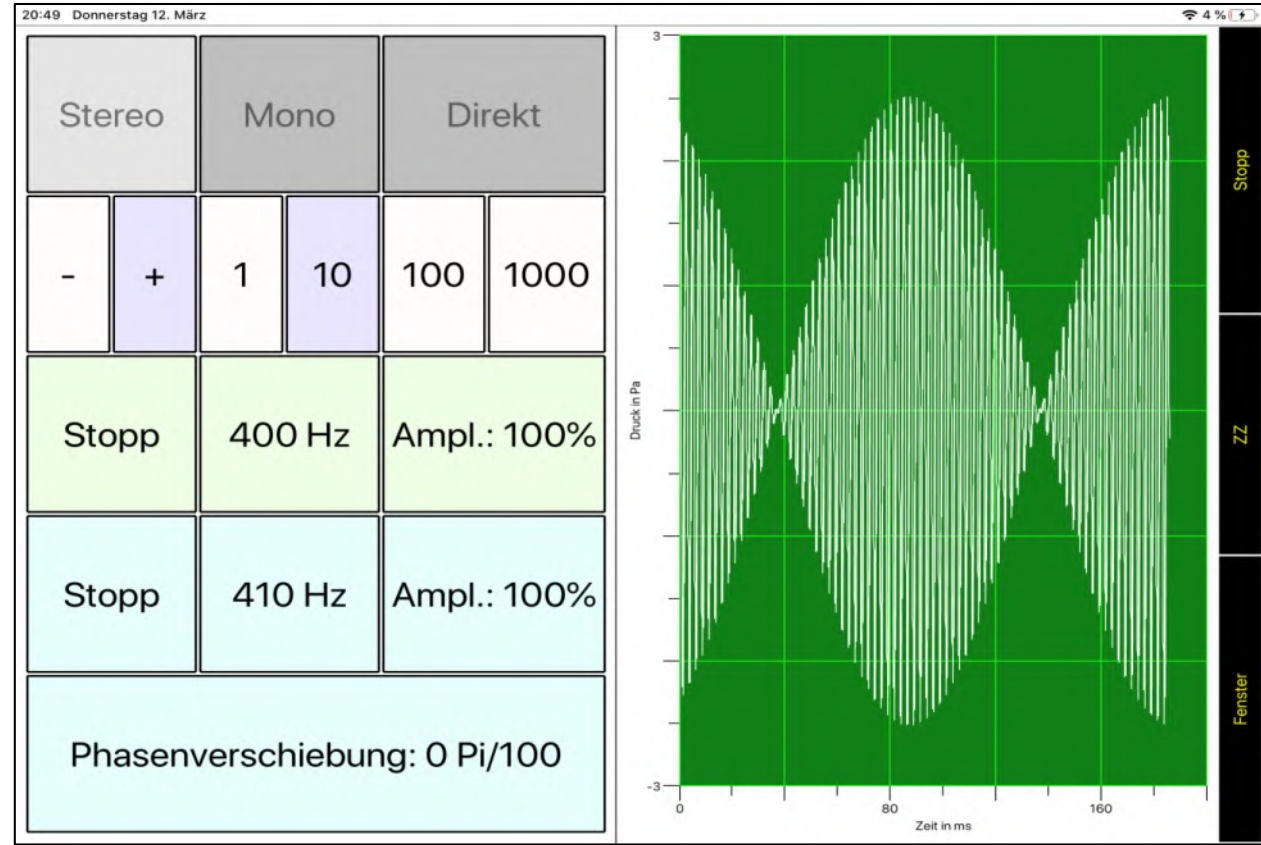 20:49 Donnerstag 12. März
4 %
Stereo Mono Direkt
- + 1 10 100 1000
Stopp 400 Hz Ampl.: 100%
Stopp 410 Hz Ampl.: 100%
Phasenverschiebung: 0 Pi/100
3
Druck in Pa
-3
0 80 160
Zeit in ms
Stopp
ZZ
Fenster